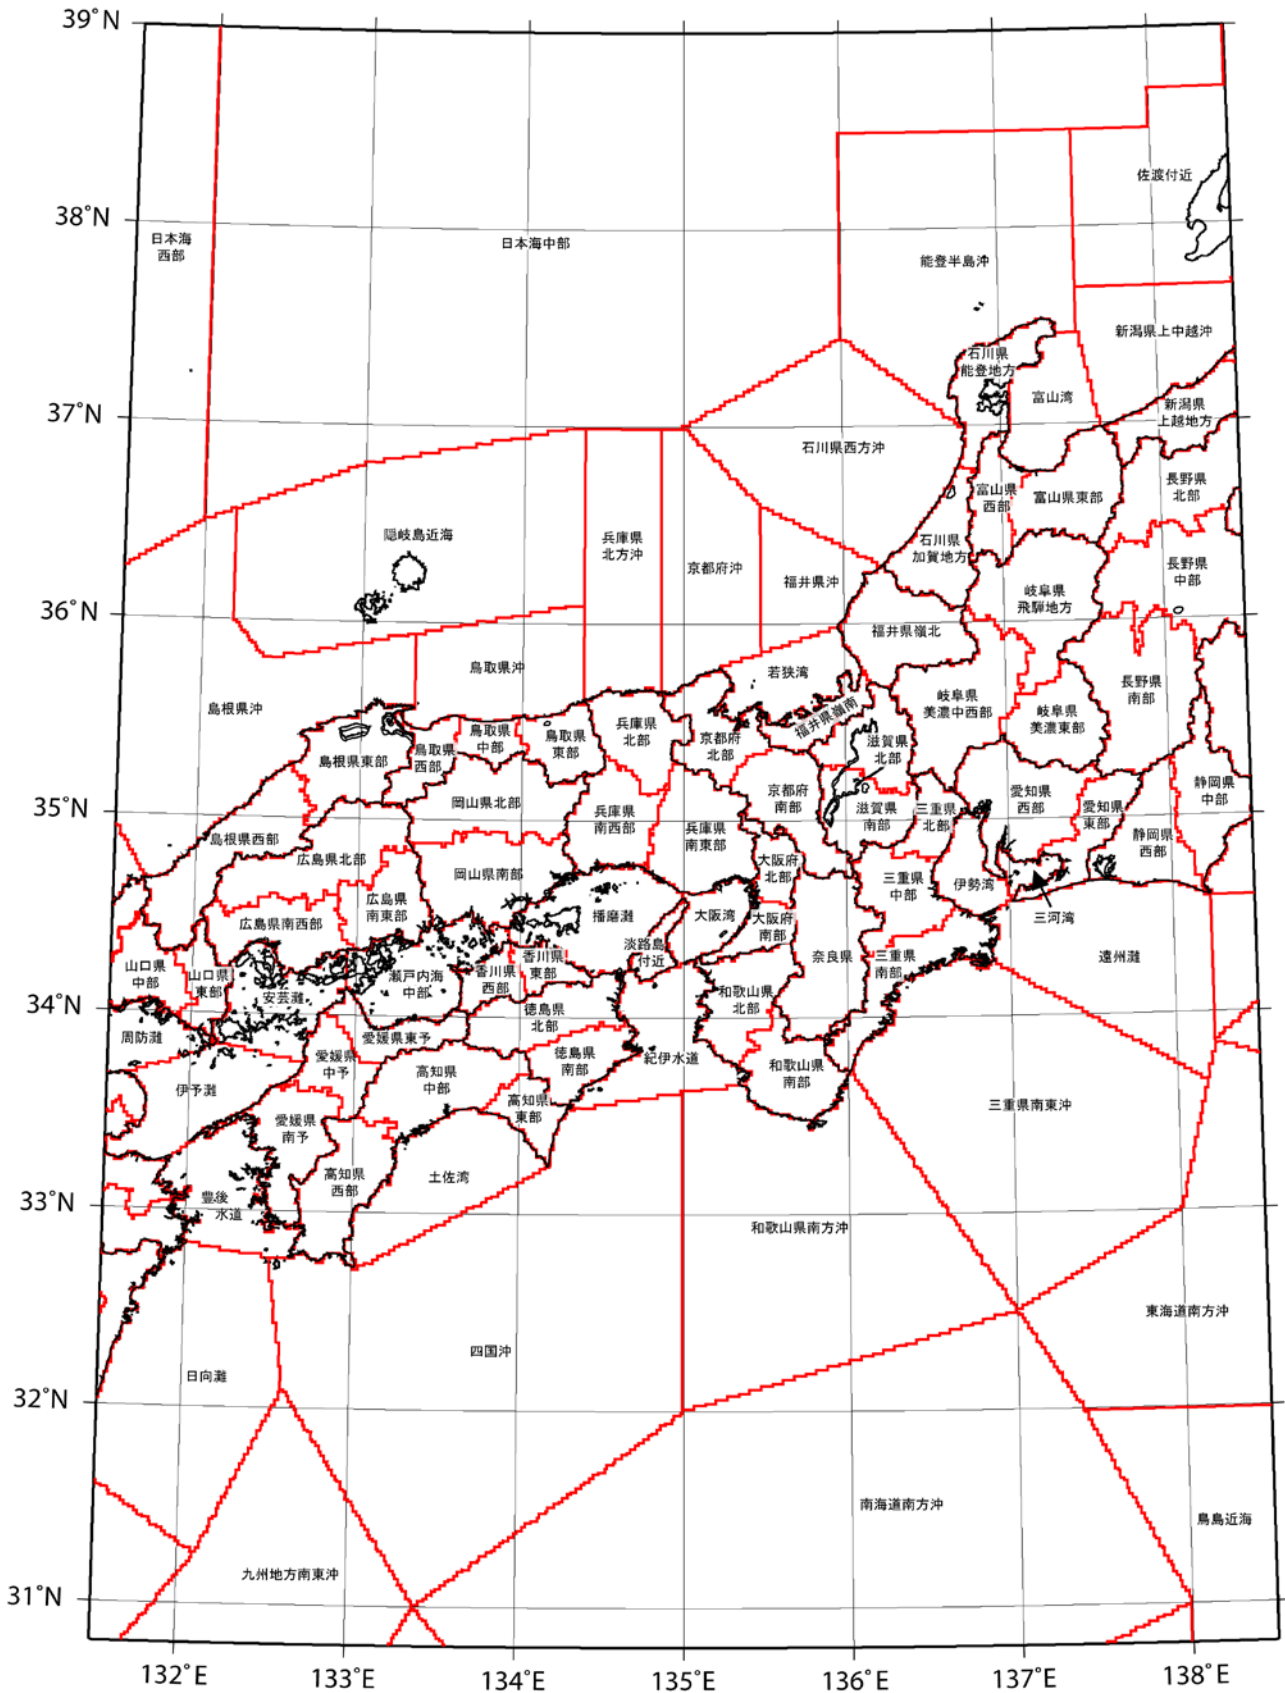 39°N
38°N
37°N
36°N
35°N
34°N
33°N
32°N
31°N
132°E
133°E
134°E
135°E
136°E
137°E
138°E
佐渡付近
日本海
西部
日本海中部
能登半島沖
新潟県上中越沖
石川県
能登地方
富山湾
新潟県
上越地方
石川県西方沖
富山県
西部
富山県東部
長野県
北部
隠岐島近海
兵庫県
北方沖
京都府沖
福井県沖
石川県
加賀地方
岐阜県
飛騨地方
長野県
中部
福井県嶺北
鳥取県沖
若狭湾
島根県沖
福井県嶺南
岐阜県
美濃中西部
岐阜県
美濃東部
長野県
南部
島根県東部
鳥取県
西部
鳥取県
中部
鳥取県
東部
兵庫県
北部
京都府
北部
滋賀県
北部
岡山県北部
兵庫県
南西部
兵庫県
南東部
京都府
南部
滋賀県
南部
三重県
北部
愛知県
西部
愛知県
東部
静岡県
西部
静岡県
中部
島根県西部
広島県北部
岡山県南部
大阪府
北部
三重県
中部
伊勢湾
三河湾
広島県南西部
広島県
南東部
播磨灘
大阪湾
大阪府
南部
淡路島
付近
奈良県
三重県
南部
遠州灘
山口県
中部
山口県
東部
安芸灘
瀬戸内海
中部
香川県
西部
香川県
東部
和歌山県
北部
周防灘
愛媛県東予
徳島県
北部
伊予灘
愛媛県
中予
高知県
中部
徳島県
南部
紀伊水道
和歌山県
南部
三重県南東沖
愛媛県
南予
高知県
東部
高知県
西部
土佐湾
豊後
水道
和歌山県南方沖
日向灘
四国沖
東海道南方沖
南海道南方沖
鳥島近海
九州地方南東沖